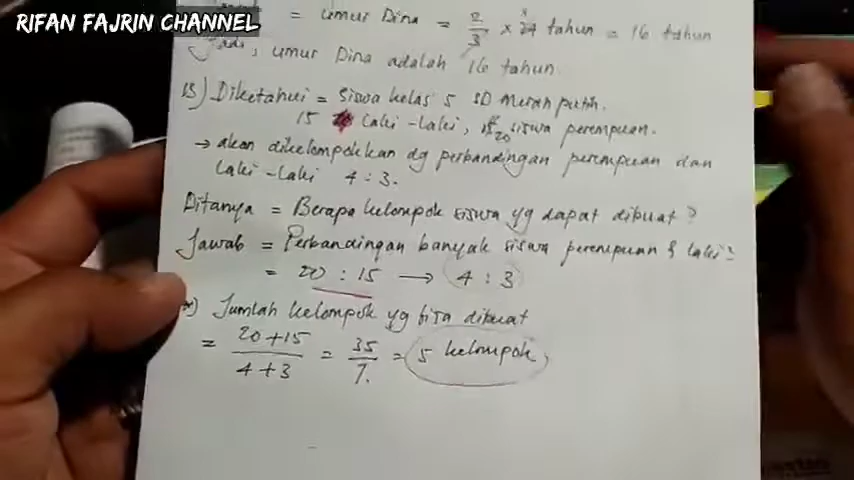 RIFAN FAJRIN CHANNEL
= Umur Dina = 2/3 x 24 tahun = 16 tahun
Jadi, umur Dina adalah 16 tahun.
13) Diketahui = Siswa kelas 5 SD Merah putih.
15 laki-laki, 20 siswa perempuan.
→ akan dikelompokkan dg perbandingan perempuan dan
laki-laki 4 : 3.
Ditanya = Berapa kelompok siswa yg dapat dibuat?
Jawab = Perbandingan banyak siswa perempuan & laki²
= 20 : 15 → 4 : 3
Jumlah kelompok yg bisa dibuat
= 20+15/4+3 = 35/7 = 5 kelompok,